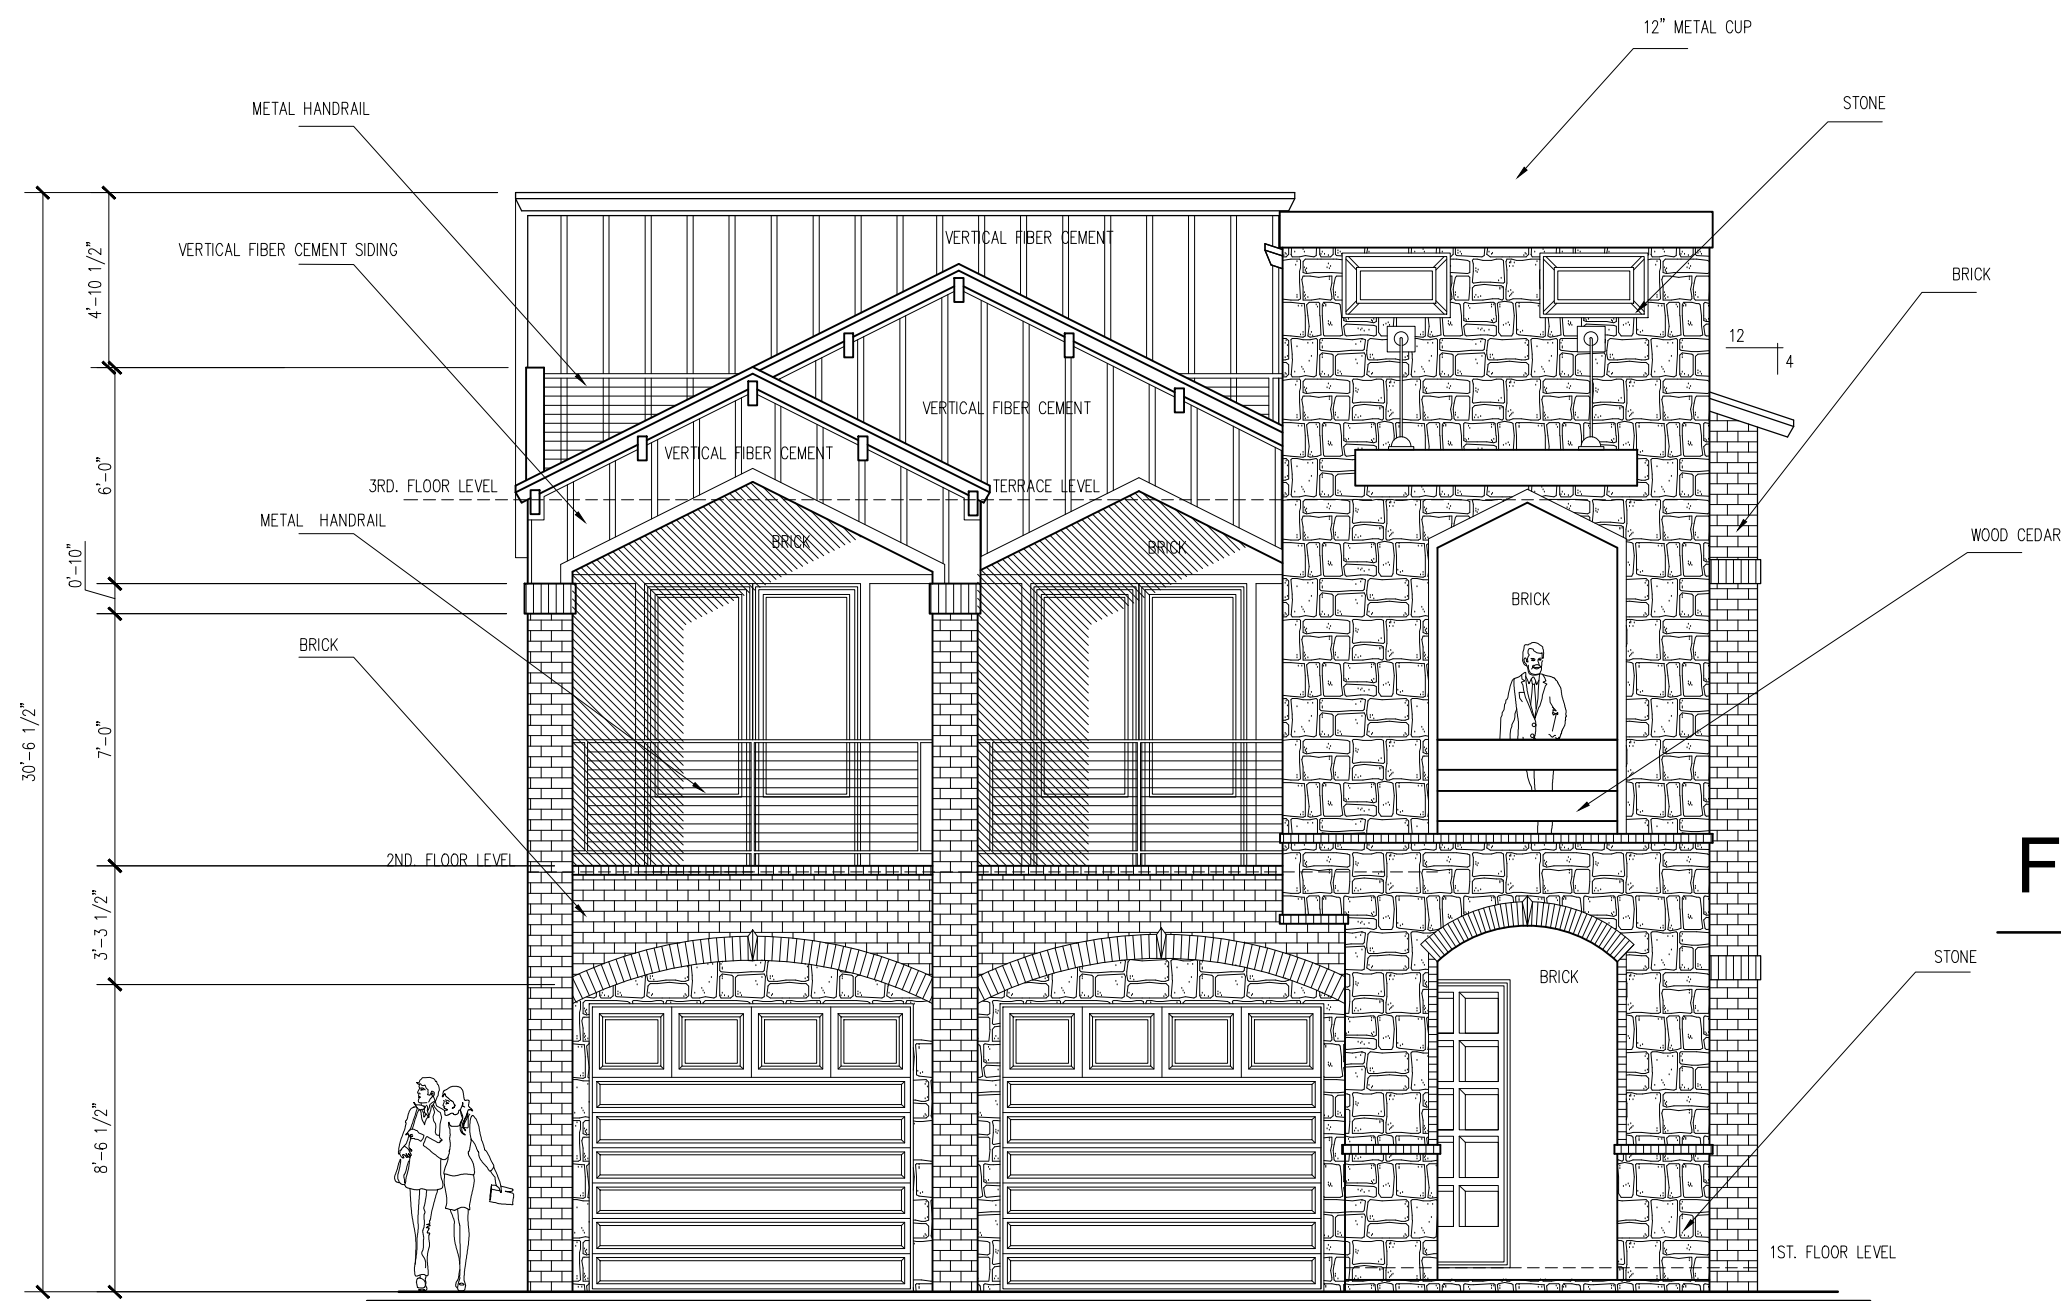 12" METAL CUP
STONE
METAL HANDRAIL
VERTICAL FIBER CEMENT
VERTICAL FIBER CEMENT SIDING
4'-10 1/2"
BRICK
12
4
VERTICAL FIBER CEMENT
VERTICAL FIBER CEMENT
6'-0"
3RD. FLOOR LEVEL
TERRACE LEVEL
METAL HANDRAIL
BRICK
BRICK
WOOD CEDAR
0'-10"
BRICK
BRICK
30'-6 1/2"
7'-0"
2ND. FLOOR LEVEL
F
3'-3 1/2"
STONE
BRICK
8'-6 1/2"
1ST. FLOOR LEVEL